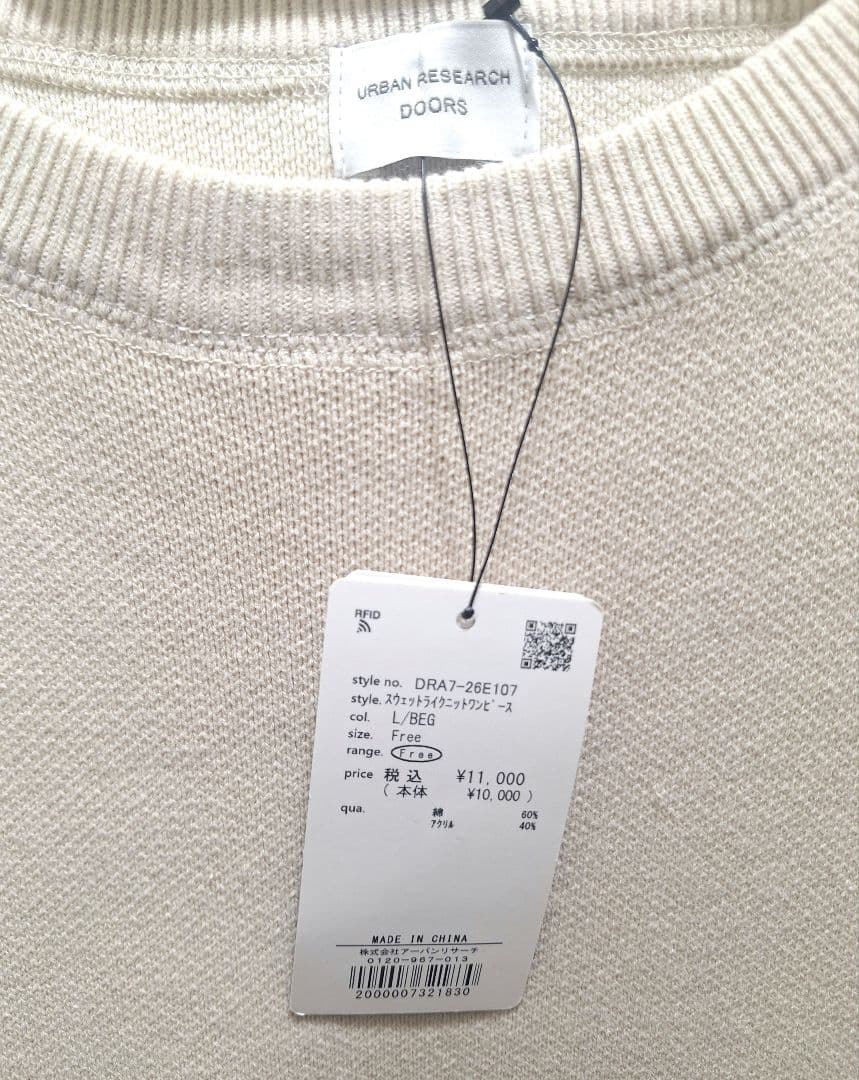 URBAN RESEARCH
DOORS
RFID
style no. DRA7-26E107
style. ｽｳｪｯﾄﾗｲｸﾆｯﾄﾜﾝﾋﾟｰｽ
col. L/BEG
size. Free
range. Free
price 税込 ¥11,000
( 本体 ¥10,000 )
qua. 綿 60%
ｱｸﾘﾙ 40%
MADE IN CHINA
株式会社アーバンリサーチ
0120-967-013
2000007321830